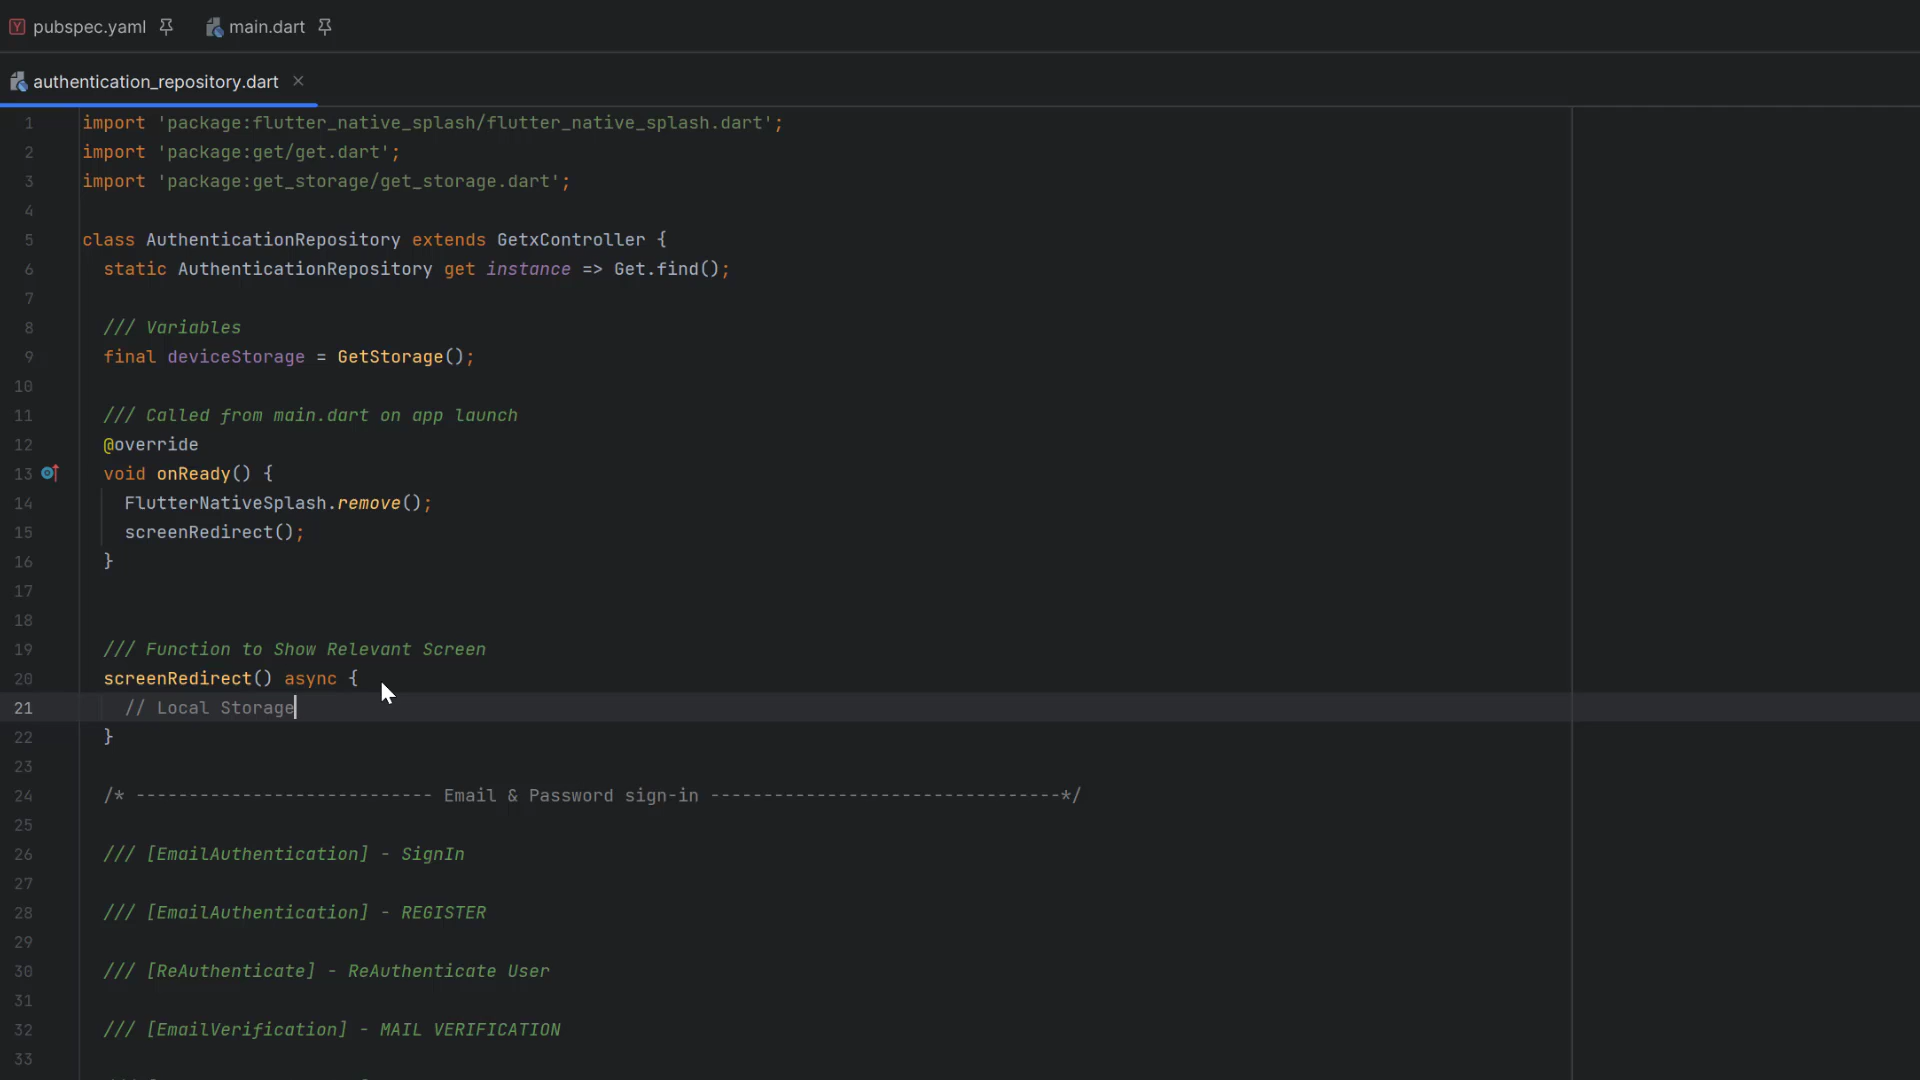 pubspec.yaml
main.dart
authentication_repository.dart
1 import 'package:flutter_native_splash/flutter_native_splash.dart';
2 import 'package:get/get.dart';
3 import 'package:get_storage/get_storage.dart';
4
5 class AuthenticationRepository extends GetxController {
6 static AuthenticationRepository get instance => Get.find();
7
8 /// Variables
9 final deviceStorage = GetStorage();
10
11 /// Called from main.dart on app launch
12 @override
13 void onReady() {
14 FlutterNativeSplash.remove();
15 screenRedirect();
16 }
17
18
19 /// Function to Show Relevant Screen
20 screenRedirect() async {
21 // Local Storage
22 }
23
24 /* ---------------------------- Email & Password sign-in ---------------------------------*/
25
26 /// [EmailAuthentication] - SignIn
27
28 /// [EmailAuthentication] - REGISTER
29
30 /// [ReAuthenticate] - ReAuthenticate User
31
32 /// [EmailVerification] - MAIL VERIFICATION
33